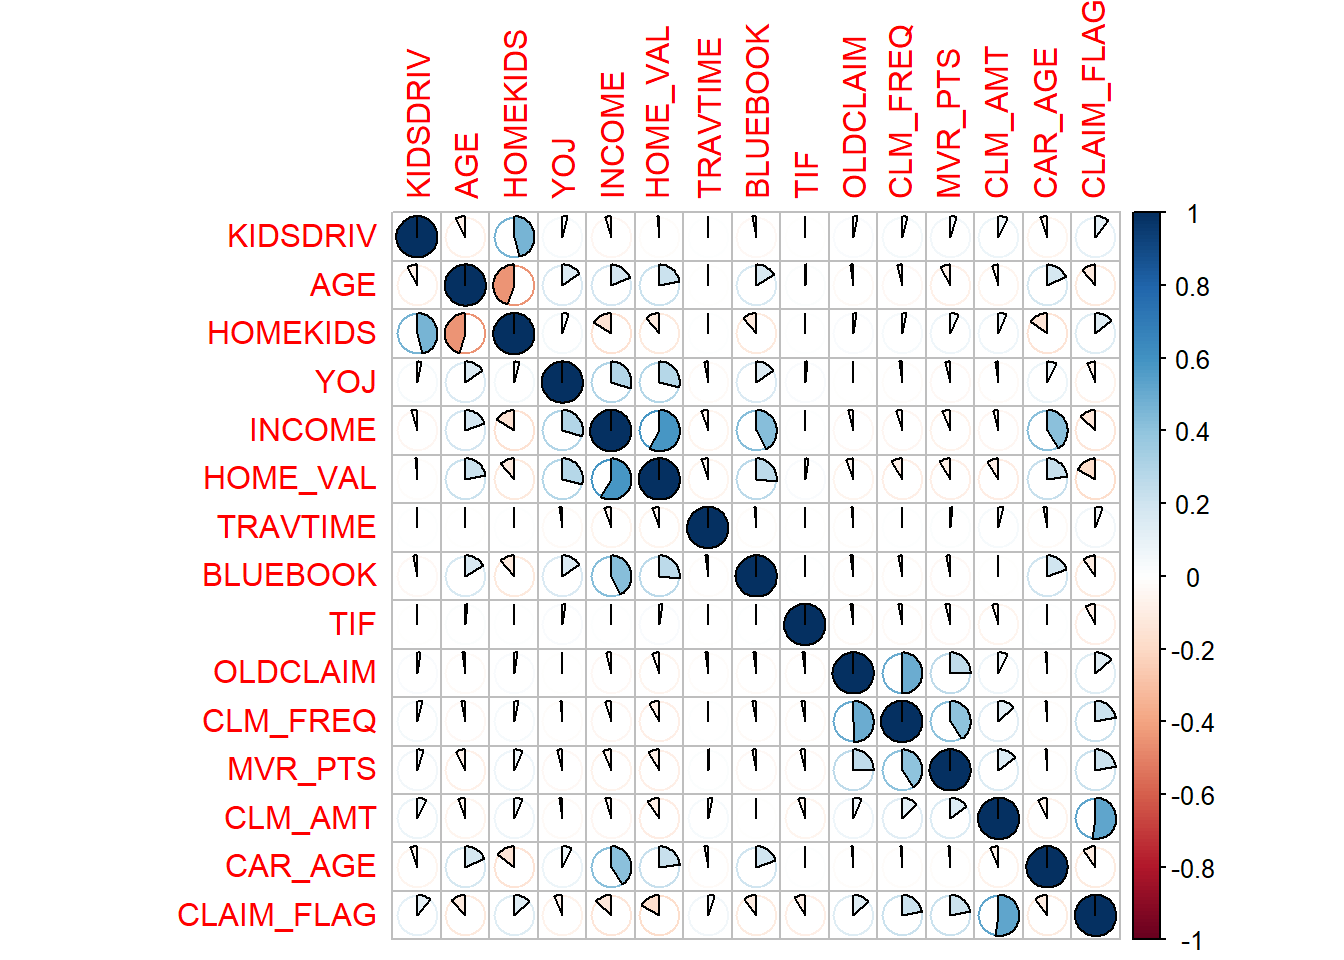 KIDSDRIV
AGE
HOMEKIDS
YOJ
INCOME
HOME_VAL
TRAVTIME
BLUEBOOK
TIF
OLDCLAIM
CLM_FREQ
MVR_PTS
CLM_AMT
CAR_AGE
CLAIM_FLAG
KIDSDRIV
AGE
HOMEKIDS
YOJ
INCOME
HOME_VAL
TRAVTIME
BLUEBOOK
TIF
OLDCLAIM
CLM_FREQ
MVR_PTS
CLM_AMT
CAR_AGE
CLAIM_FLAG
1
0.8
0.6
0.4
0.2
0
-0.2
-0.4
-0.6
-0.8
-1